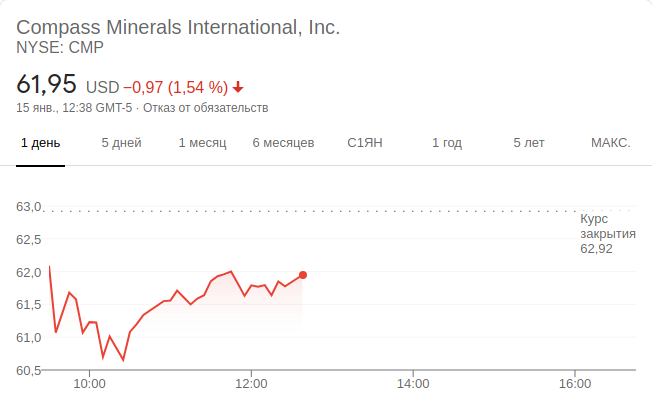 Compass Minerals International, Inc.
NYSE: CMP
61,95 USD −0,97 (1,54 %)
15 янв., 12:38 GMT-5 · Отказ от обязательств
1 день 5 дней 1 месяц 6 месяцев С1ЯН 1 год 5 лет МАКС.
63,0
Курс
закрытия
62,92
62,5
62,0
61,5
61,0
60,5
10:00 12:00 14:00 16:00